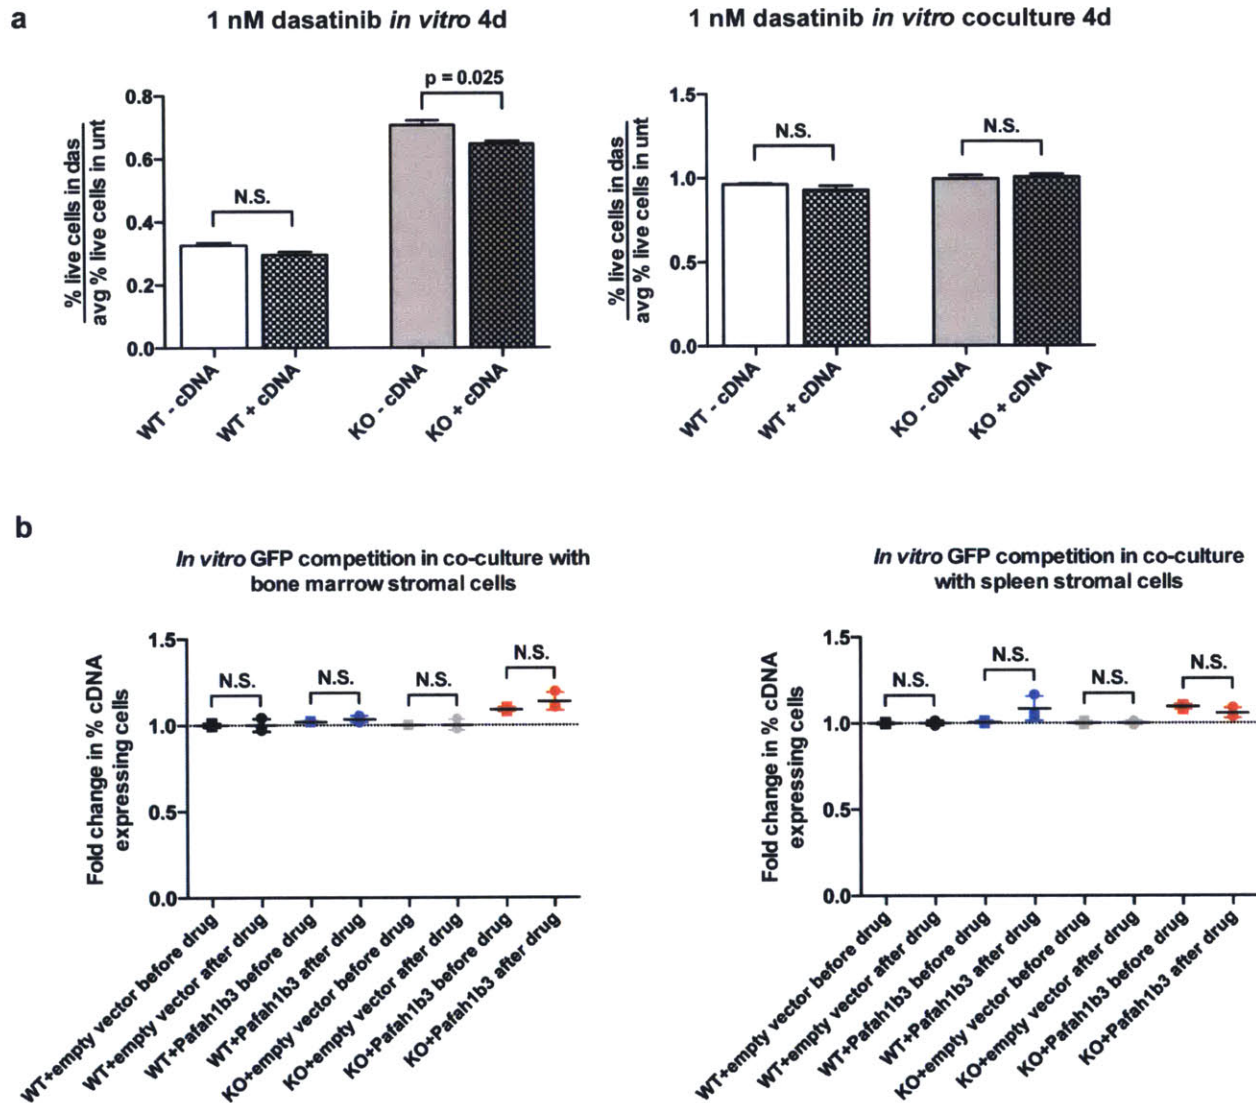 a
1 nM dasatinib in vitro 4d
% live cells in das
avg % live cells in unt
0.8
0.6
0.4
0.2
0.0
N.S.
p = 0.025
WT - cDNA
WT + cDNA
KO - cDNA
KO + cDNA
1 nM dasatinib in vitro coculture 4d
% live cells in das
avg % live cells in unt
1.5
1.0
0.5
0.0
N.S.
N.S.
WT - cDNA
WT + cDNA
KO - cDNA
KO + cDNA
b
In vitro GFP competition in co-culture with
bone marrow stromal cells
Fold change in % cDNA
expressing cells
1.5
1.0
0.5
0.0
N.S.
N.S.
N.S.
N.S.
WT+empty vector before drug
WT+empty vector after drug
WT+Pafah1b3 before drug
WT+Pafah1b3 after drug
KO+empty vector before drug
KO+empty vector after drug
KO+Pafah1b3 before drug
KO+Pafah1b3 after drug
In vitro GFP competition in co-culture
with spleen stromal cells
Fold change in % cDNA
expressing cells
1.5
1.0
0.5
0.0
N.S.
N.S.
N.S.
N.S.
WT+empty vector before drug
WT+empty vector after drug
WT+Pafah1b3 before drug
WT+Pafah1b3 after drug
KO+empty vector before drug
KO+empty vector after drug
KO+Pafah1b3 before drug
KO+Pafah1b3 after drug